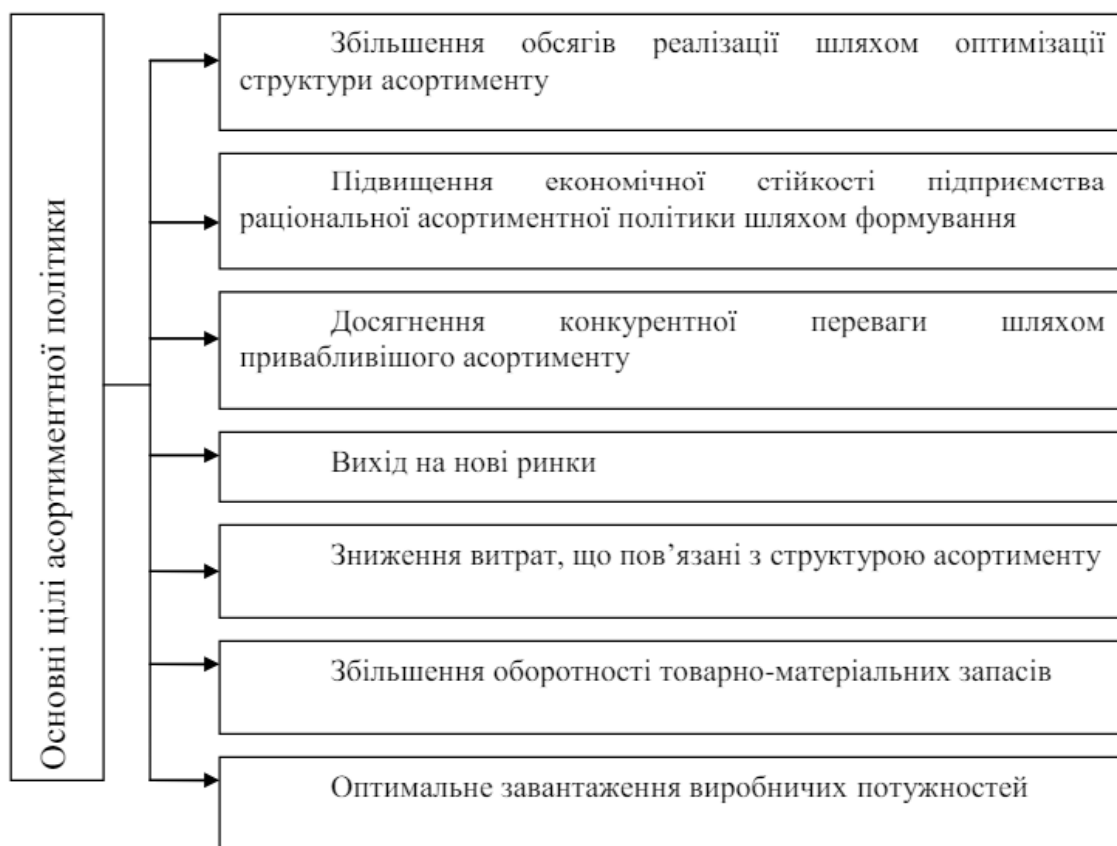 Основні цілі асортиментної політики
Збільшення обсягів реалізації шляхом оптимізації
структури асортименту
Підвищення економічної стійкості підприємства
раціональної асортиментної політики шляхом формування
Досягнення конкурентної переваги шляхом
привабливішого асортименту
Вихід на нові ринки
Зниження витрат, що пов’язані з структурою асортименту
Збільшення оборотності товарно-матеріальних запасів
Оптимальне завантаження виробничих потужностей